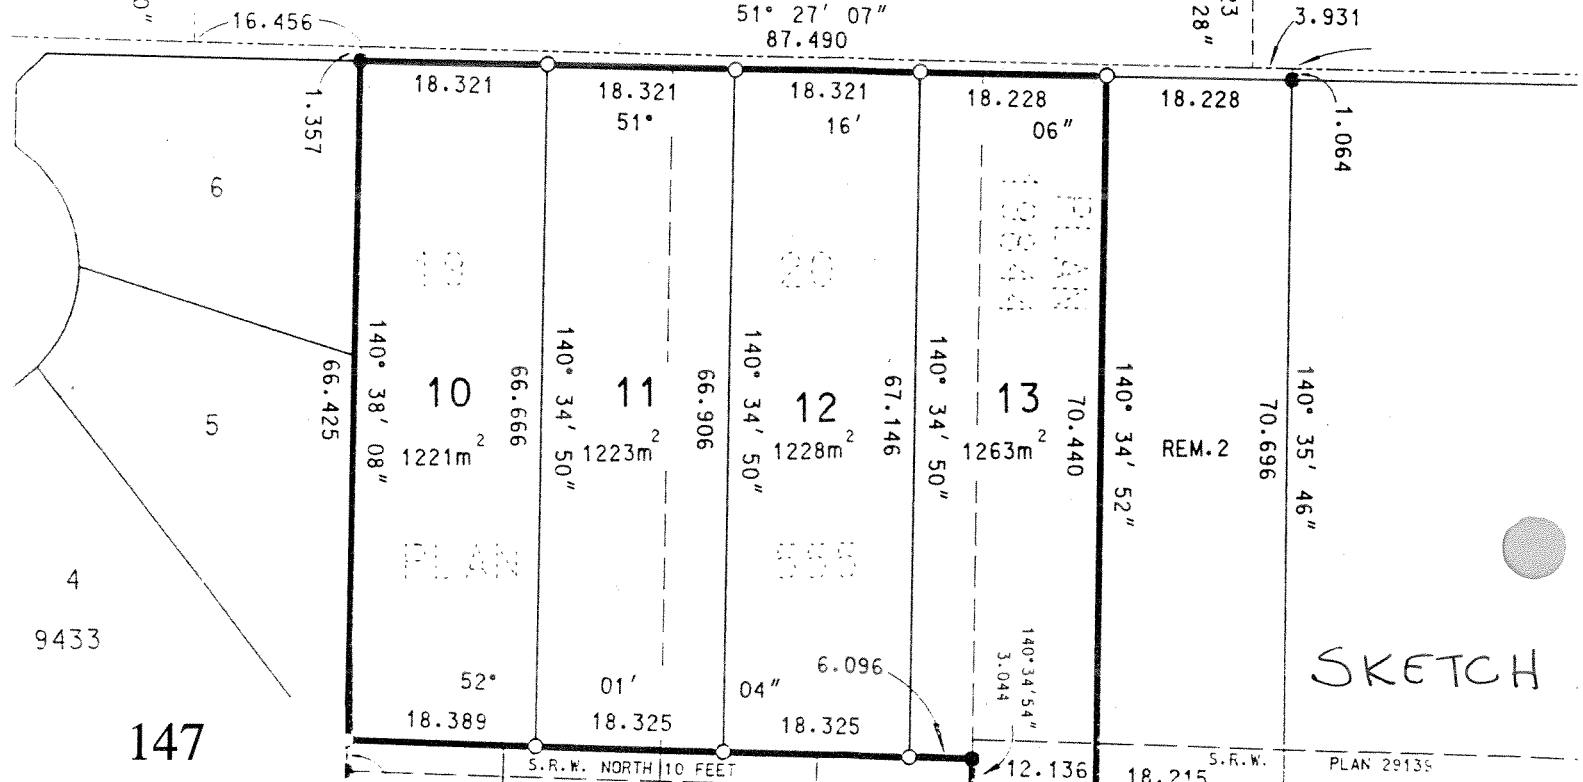 0"
16.456
51° 27' 07"
87.490
23
28"
3.931
1.357
18.321
18.321
18.321
18.228
18.228
1.064
51°
16'
06"
6
19
20
PLAN
19844
66.425
140° 38' 08"
10
1221m²
66.666
140° 34' 50"
11
1223m²
66.906
140° 34' 50"
12
1228m²
67.146
140° 34' 50"
13
1263m²
70.440
140° 34' 52"
REM.2
70.696
140° 35' 46"
5
PLAN
555
4
9433
SKETCH
52°
01'
04"
6.096
3.044
140°34'54"
18.389
18.325
18.325
147
S.R.W. NORTH 10 FEET
12.136
18.215
S.R.W.
PLAN 29139